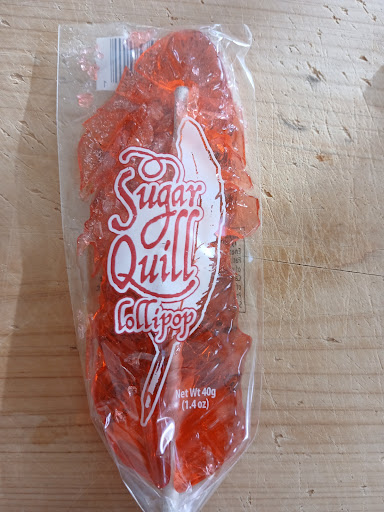 Sugar
Quill
lollipop
Net Wt 40g
(1.4 oz)